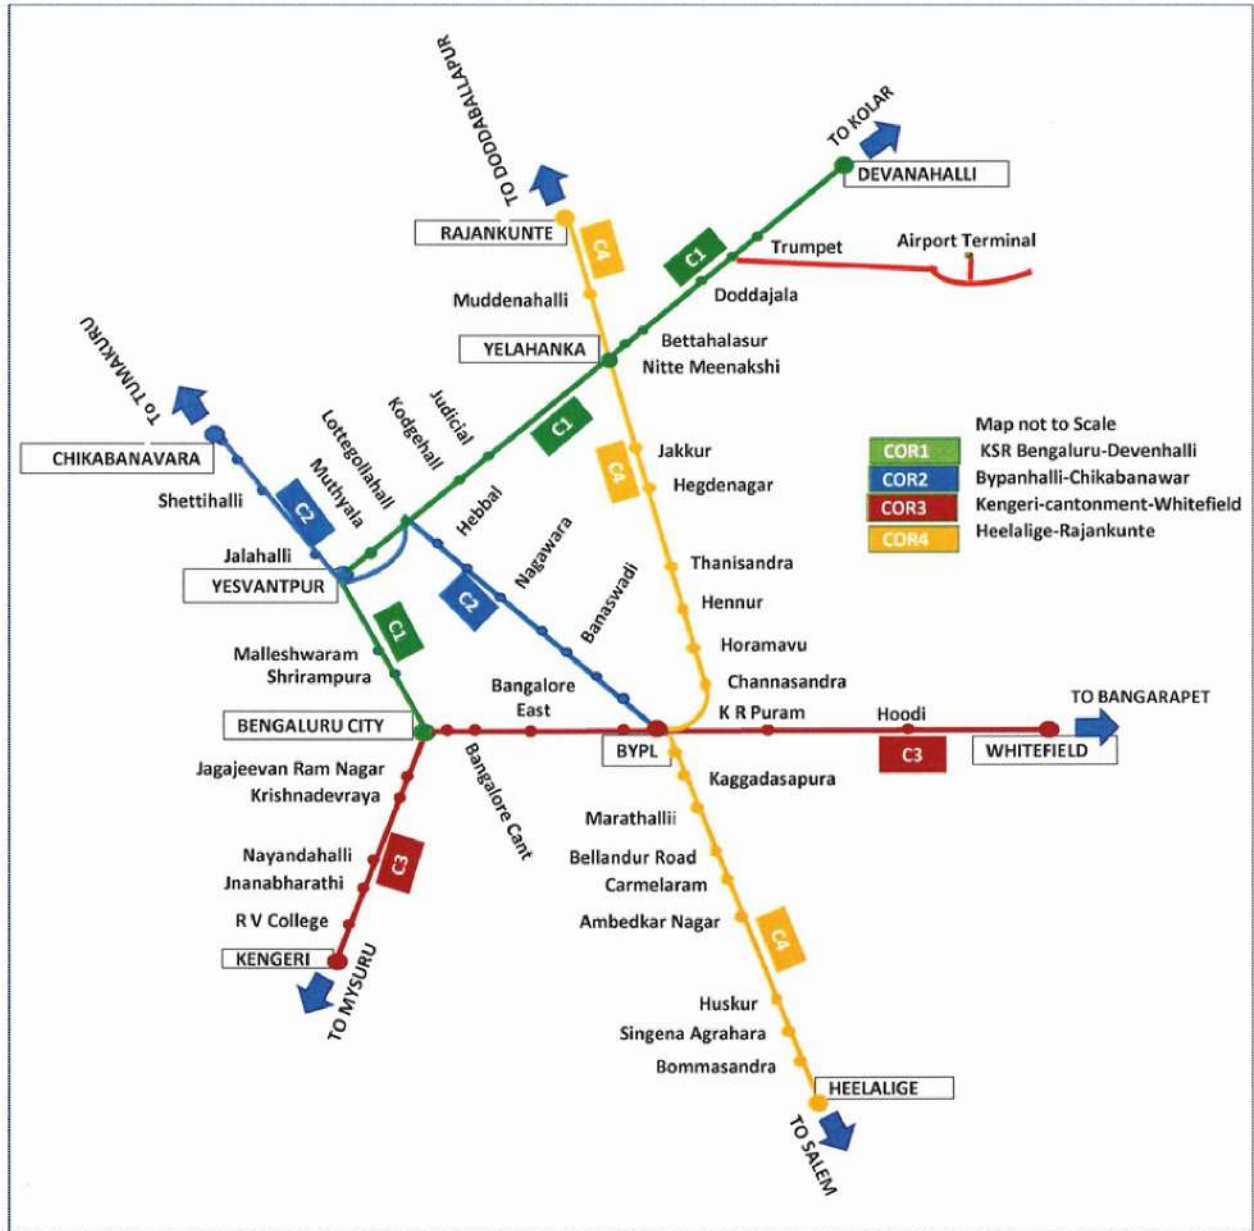 TO DODDABALLAPUR
TO KOLAR
DEVANAHALLI
RAJANKUNTE
C4
C1
Trumpet
Airport Terminal
Muddenahalli
Doddajala
YELAHANKA
Bettahalasur
Nitte Meenakshi
To TUMAKURU
Judicial
Kodgehall
Lottegollahall
Muthyala
C1
CHIKABANAVARA
Shettihalli
C2
Hebbal
Jakkur
C4
Hegdenagar
Map not to Scale
COR1 KSR Bengaluru-Devenhalli
COR2 Bypanhalli-Chikabanawar
COR3 Kengeri-cantonment-Whitefield
COR4 Heelalige-Rajankunte
Jalahalli
YESVANTPUR
Nagawara
C2
Banaswadi
Thanisandra
Hennur
C1
Horamavu
Malleshwaram
Shrirampura
Channasandra
Bangalore
East
BENGALURU CITY
K R Puram
Hoodi
TO BANGARAPET
BYPL
C3
WHITEFIELD
Jagajeevan Ram Nagar
Krishnadevraya
Bangalore Cant
Kaggadasapura
Marathallii
Nayandahalli
C3
Bellandur Road
Jnanabharathi
Carmelaram
R V College
Ambedkar Nagar
C4
KENGERI
TO MYSURU
Huskur
Singena Agrahara
Bommasandra
HEELALIGE
TO SALEM